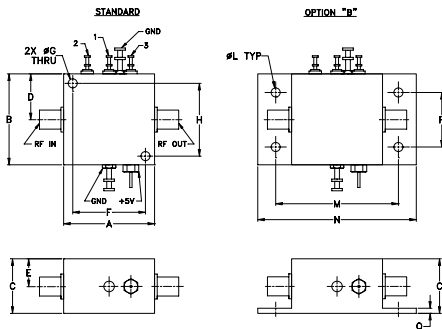 STANDARD
OPTION "B"
GND
2X ØG
THRU
2
1
3
ØL TYP
D
B
H
P
RF IN
RF OUT
GND
+5V
F
A
M
N
E
C
C
Q